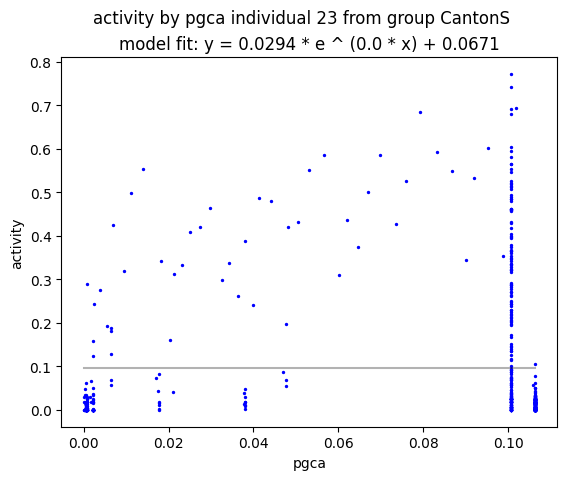 activity by pgca individual 23 from group CantonS
model fit: y = 0.0294 * e ^ (0.0 * x) + 0.0671
0.8
0.7
0.6
0.5
0.4
0.3
0.2
0.1
0.0
activity
0.00 0.02 0.04 0.06 0.08 0.10
pgca